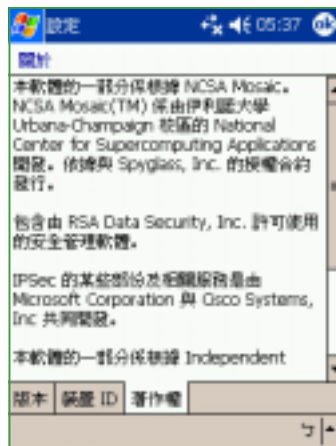 設定 05:37 ok
關於
本軟體的一部分係根據 NCSA Mosaic。
NCSA Mosaic(TM) 係由伊利諾大學
Urbana-Champaign 校區的 National
Center for Supercomputing Applications
開發。依據與 Spyglass, Inc. 的授權合約
發行。
包含由 RSA Data Security, Inc. 許可使用
的安全管理軟體。
IPSec 的某些部份及相關服務是由
Microsoft Corporation 與 Cisco Systems,
Inc 共同開發。
本軟體的一部分係根據 Independent
版本 裝置 ID 著作權
ㄅ